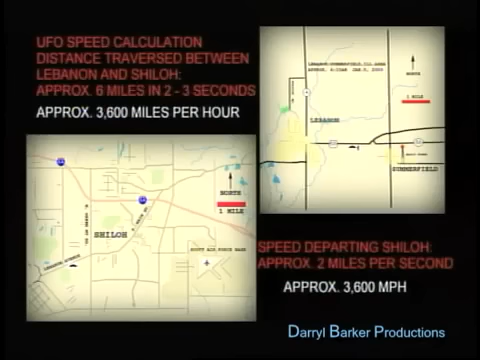 UFO SPEED CALCULATION
DISTANCE TRAVERSED BETWEEN
LEBANON AND SHILOH:
APPROX. 6 MILES IN 2 - 3 SECONDS
APPROX. 3,600 MILES PER HOUR
LEBANON
NORTH
1 MILE
SUMMERFIELD
NORTH
1 MILE
SHILOH
SCOTT AIR FORCE BASE
LEBANON AVENUE
SPEED DEPARTING SHILOH:
APPROX. 2 MILES PER SECOND
APPROX. 3,600 MPH
Darryl Barker Productions